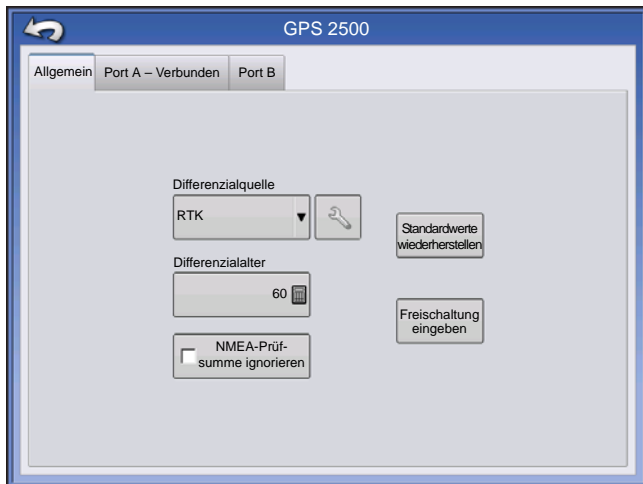 GPS 2500
Allgemein
Port A – Verbunden
Port B
Differenzialquelle
RTK
Differenzialalter
60
NMEA-Prüf-
summe ignorieren
Standardwerte
wiederherstellen
Freischaltung
eingeben